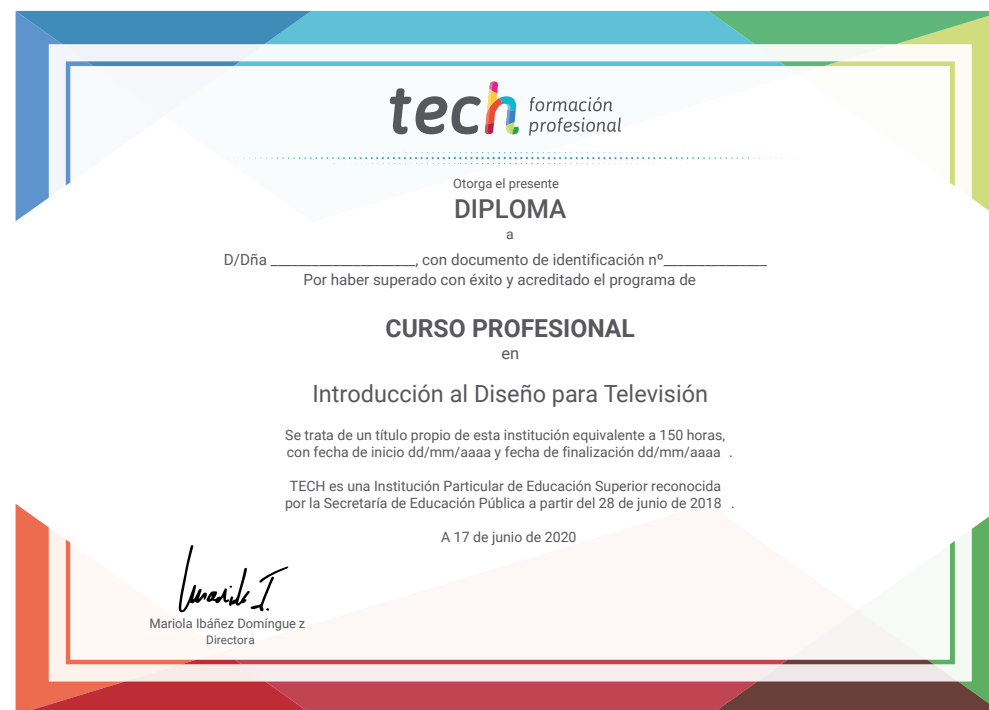 tech formación
profesional
Otorga el presente
DIPLOMA
a
D/Dña ____________________, con documento de identificación nº______________
Por haber superado con éxito y acreditado el programa de
CURSO PROFESIONAL
en
Introducción al Diseño para Televisión
Se trata de un título propio de esta institución equivalente a 150 horas,
con fecha de inicio dd/mm/aaaa y fecha de finalización dd/mm/aaaa .
TECH es una Institución Particular de Educación Superior reconocida
por la Secretaría de Educación Pública a partir del 28 de junio de 2018 .
A 17 de junio de 2020
Mariola I.
Mariola Ibáñez Domíngue z
Directora